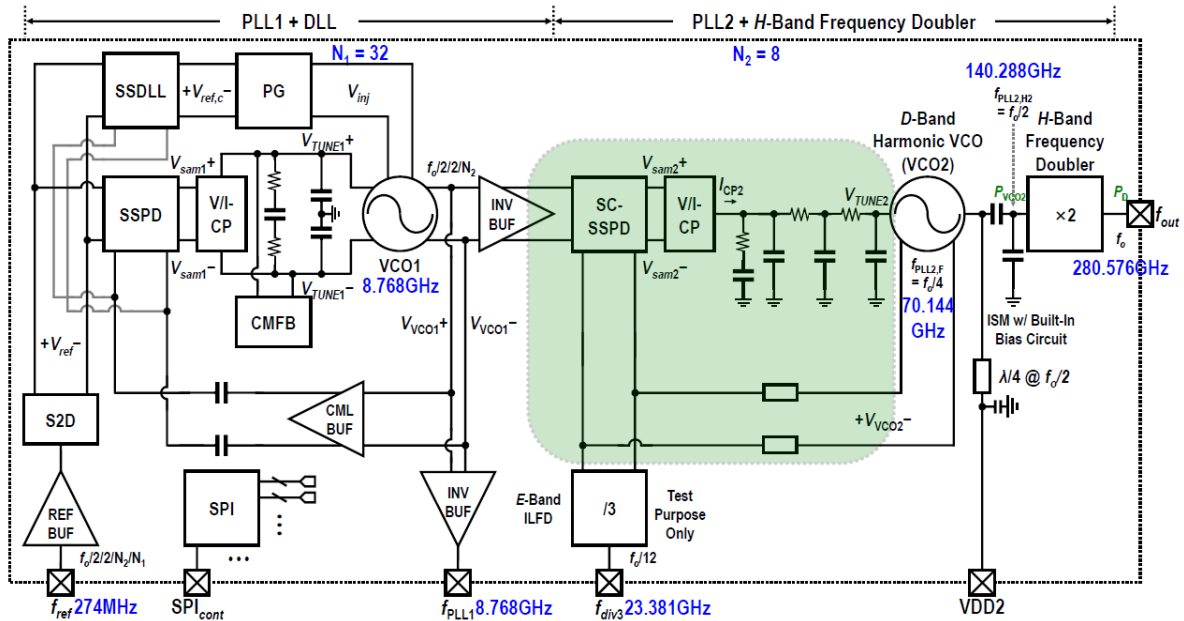 PLL1 + DLL
PLL2 + H-Band Frequency Doubler
N1 = 32
N2 = 8
140.288GHz
fPLL2,H2
= fo/2
SSDLL
+Vref,c−
PG
Vinj
D-Band
Harmonic VCO
(VCO2)
H-Band
Frequency
Doubler
VTUNE1+
fo/2/2/N2
Vsam1+
Vsam2+
ICP2
VTUNE2
PVCO2
PD
SSPD
V/I-
CP
INV
BUF
SC-
SSPD
V/I-
CP
×2
fout
fo
Vsam1−
VCO1
8.768GHz
Vsam2−
fPLL2,F
= fo/4
70.144
GHz
280.576GHz
VTUNE1−
CMFB
VVCO1+
VVCO1−
ISM w/ Built-In
Bias Circuit
+Vref−
λ/4 @ fo/2
S2D
CML
BUF
+VVCO2−
REF
BUF
SPI
INV
BUF
E-Band
ILFD
/3
Test
Purpose
Only
fo/2/2/N2/N1
fo/12
fref 274MHz
SPIcont
fPLL1 8.768GHz
fdiv3 23.381GHz
VDD2